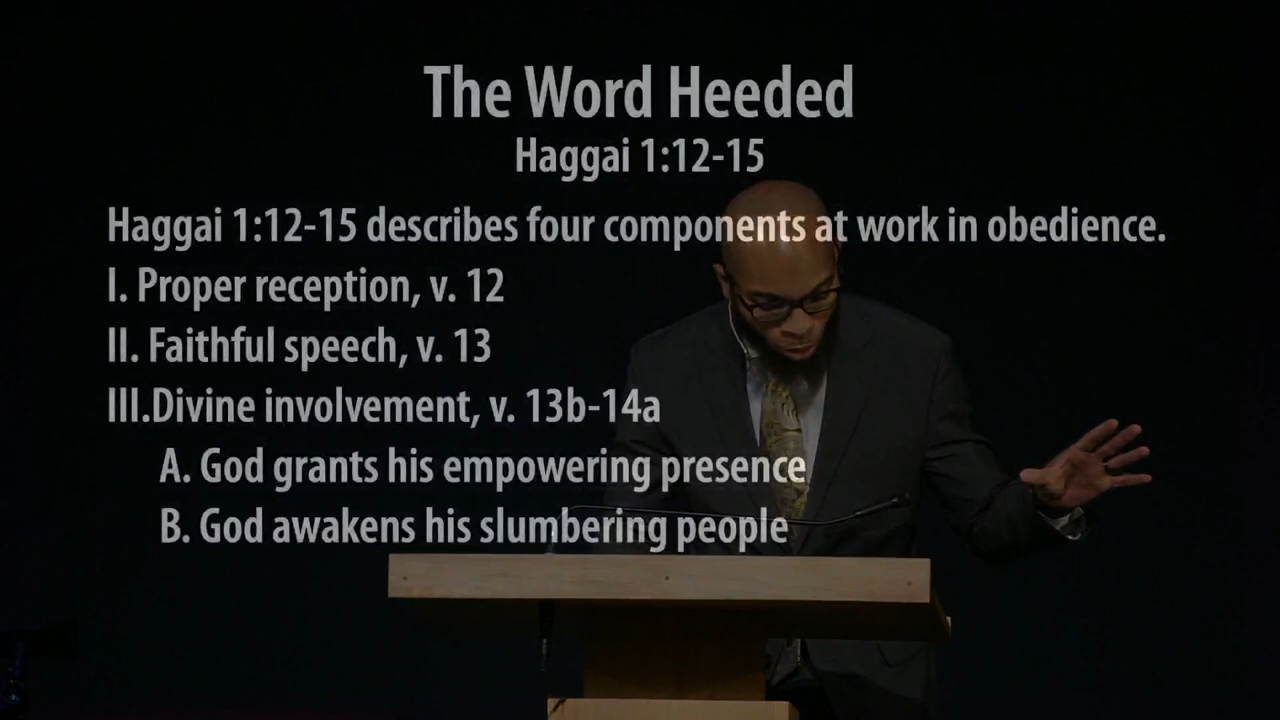 The Word Heeded
Haggai 1:12-15
Haggai 1:12-15 describes four components at work in obedience.
I. Proper reception, v. 12
II. Faithful speech, v. 13
III.Divine involvement, v. 13b-14a
A. God grants his empowering presence
B. God awakens his slumbering people